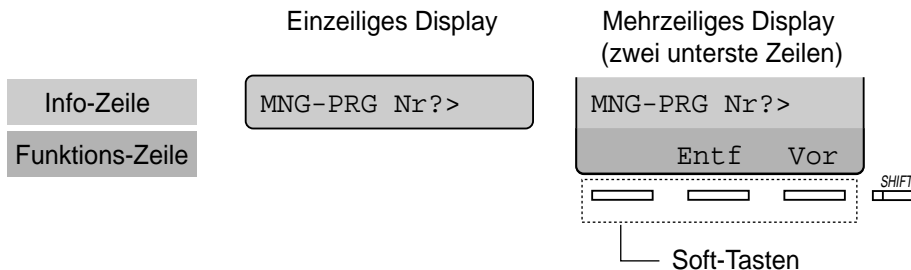 Einzeiliges Display
Mehrzeiliges Display
(zwei unterste Zeilen)
Info-Zeile
MNG-PRG Nr?>
MNG-PRG Nr?>
Funktions-Zeile
Entf Vor
SHIFT
Soft-Tasten